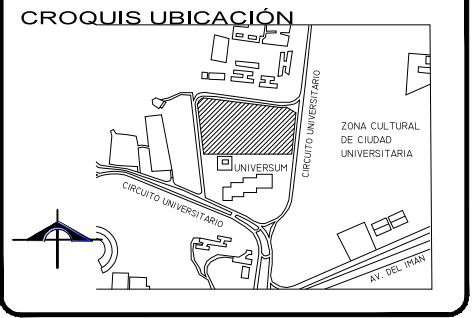 CROQUIS UBICACIÓN
CIRCUITO UNIVERSITARIO
ZONA CULTURAL
DE CIUDAD
UNIVERSITARIA
UNIVERSUM
CIRCUITO UNIVERSITARIO
AV. DEL IMAN